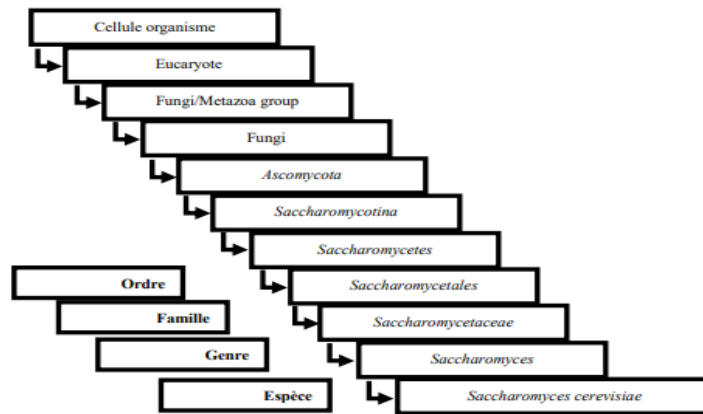 Cellule organisme
Eucaryote
Fungi/Metazoa group
Fungi
Ascomycota
Saccharomycotina
Saccharomycetes
Ordre
Saccharomycetales
Famille
Saccharomycetaceae
Genre
Saccharomyces
Espèce
Saccharomyces cerevisiae